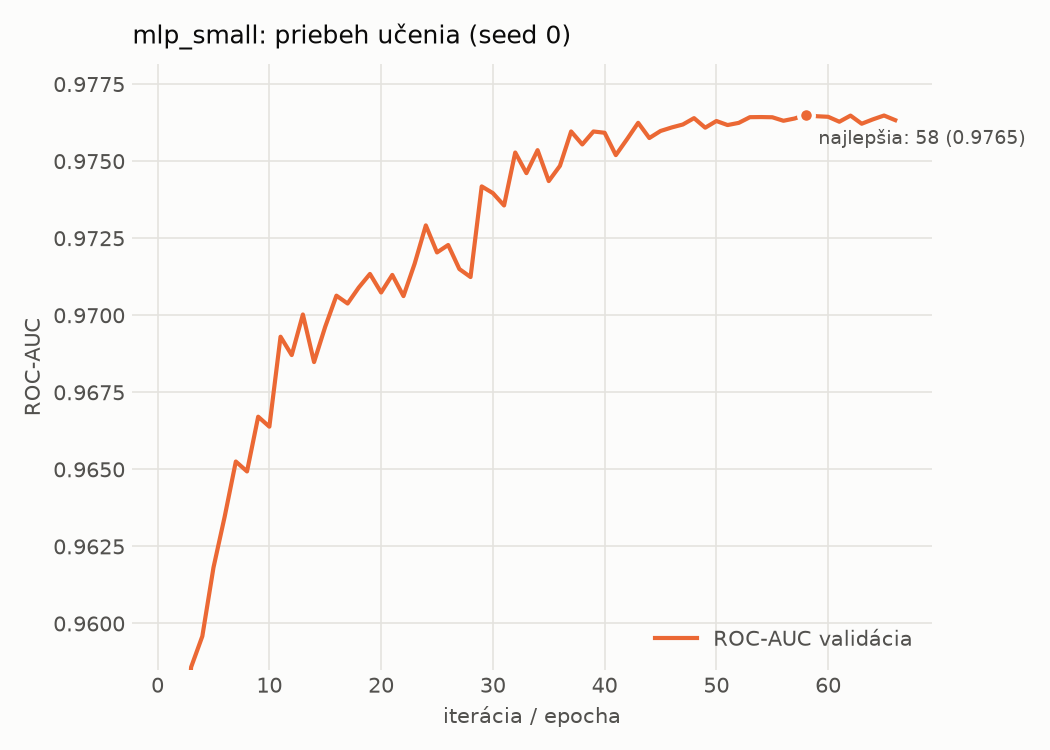 mlp_small: priebeh učenia (seed 0)
0.9775
0.9750
0.9725
0.9700
0.9675
0.9650
0.9625
0.9600
ROC-AUC
najlepšia: 58 (0.9765)
ROC-AUC validácia
0 10 20 30 40 50 60
iterácia / epocha